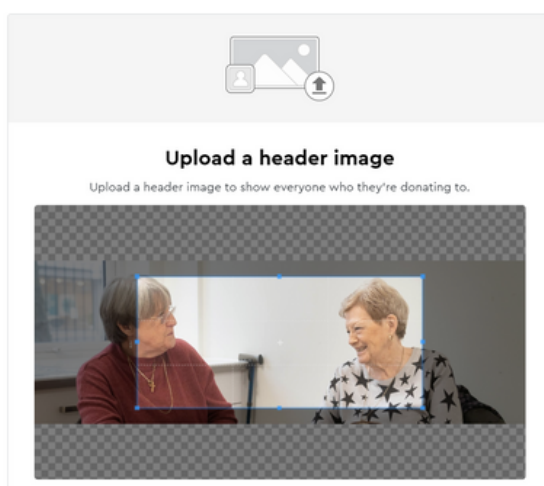 Upload a header image
Upload a header image to show everyone who they're donating to.